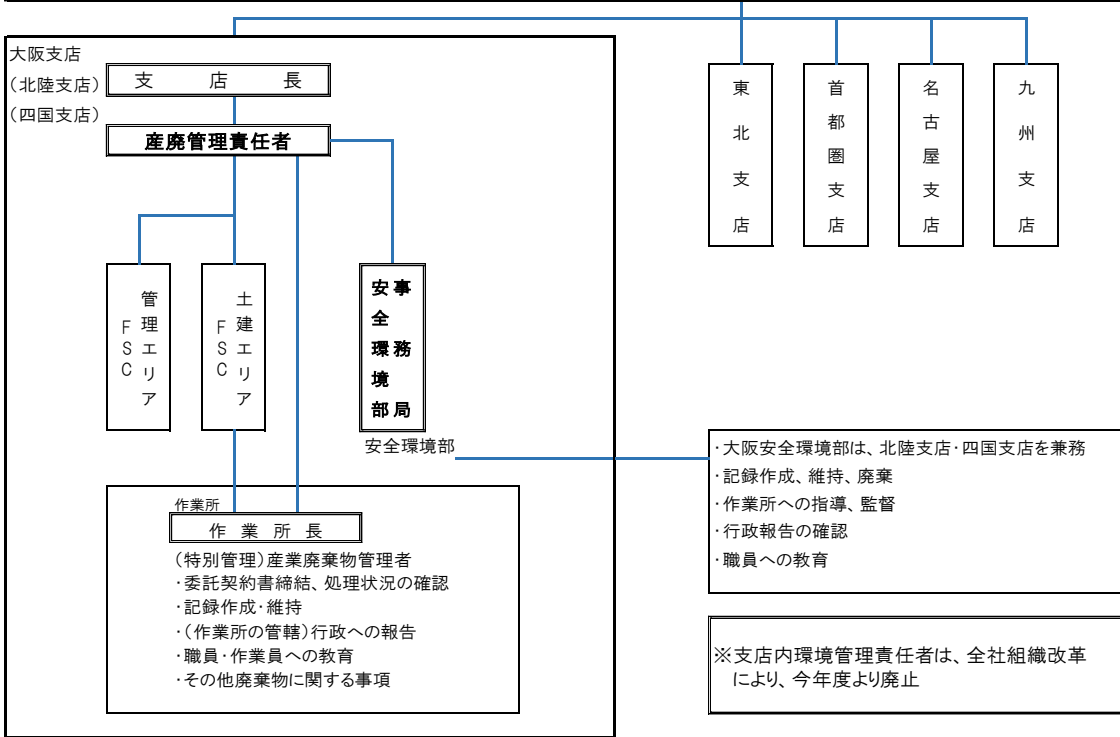 大阪支店
(北陸支店)
(四国支店)
支店長
産廃管理責任者
管理エリア
FSC
土建エリア
FSC
事務局
安全環境部
安全環境部
作業所
作業所長
(特別管理)産業廃棄物管理者
・委託契約書締結、処理状況の確認
・記録作成・維持
・(作業所の管轄)行政への報告
・職員・作業員への教育
・その他廃棄物に関する事項
東北支店
首都圏支店
名古屋支店
九州支店
・大阪安全環境部は、北陸支店・四国支店を兼務
・記録作成、維持、廃棄
・作業所への指導、監督
・行政報告の確認
・職員への教育
※支店内環境管理責任者は、全社組織改革
により、今年度より廃止